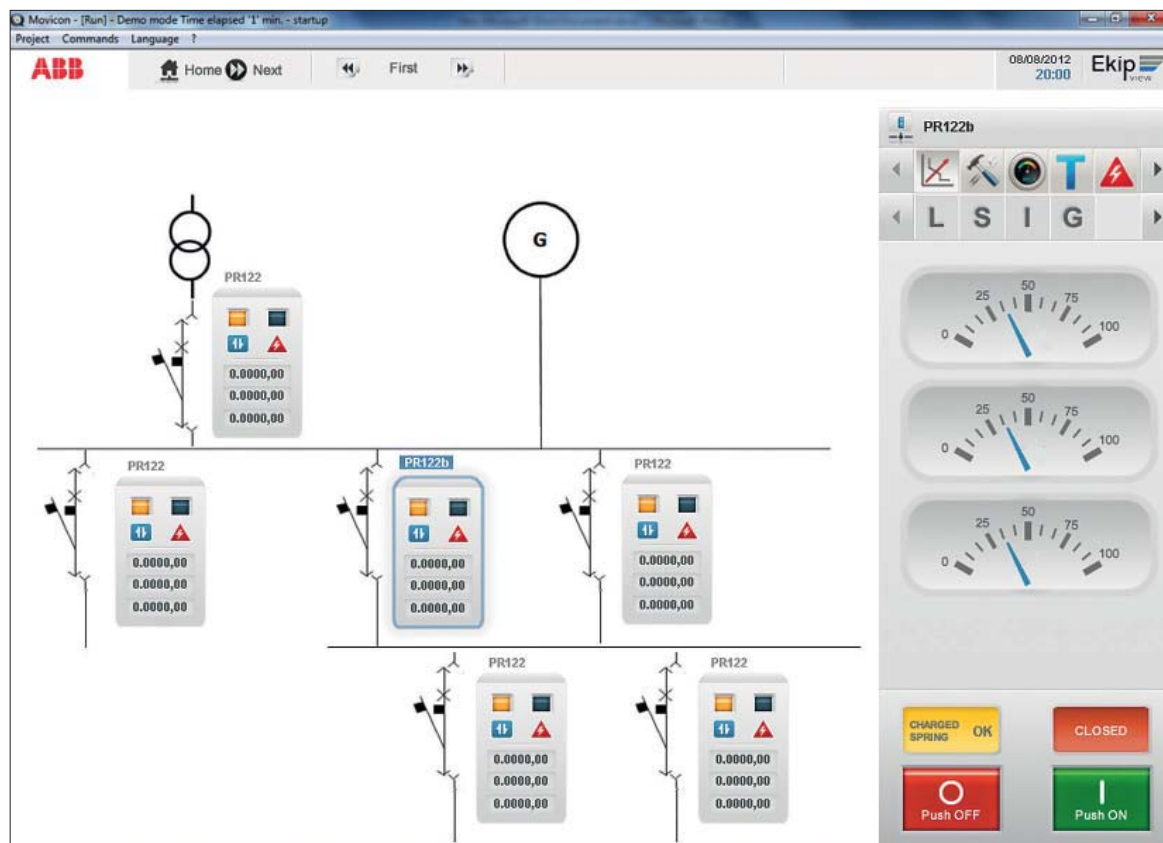 Movicon - [Run] - Demo mode Time elapsed '1' min. - startup
Project Commands Language ?
ABB Home Next First 08/08/2012 20:00 Ekip view
PR122b
T
L S I G
G
PR122
0.0000,00
0.0000,00
0.0000,00
PR122
0.0000,00
0.0000,00
0.0000,00
PR122b
0.0000,00
0.0000,00
0.0000,00
PR122
0.0000,00
0.0000,00
0.0000,00
PR122
0.0000,00
0.0000,00
0.0000,00
PR122
0.0000,00
0.0000,00
0.0000,00
0 25 50 75 100
0 25 50 75 100
0 25 50 75 100
CHARGED SPRING OK
CLOSED
Push OFF
Push ON